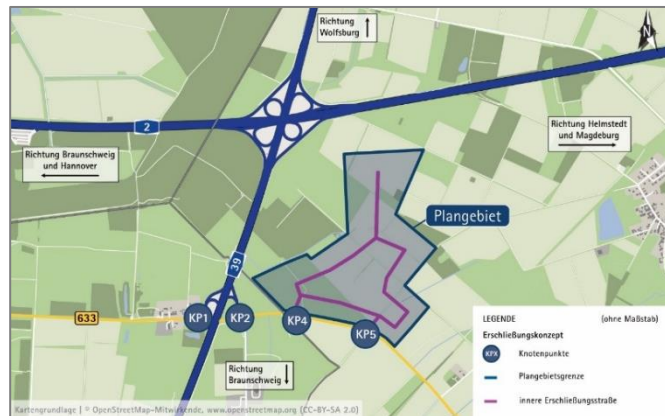 Richtung
Wolfsburg
N
2
Richtung Braunschweig
und Hannover
Richtung Helmstedt
und Magdeburg
Plangebiet
39
633
KP1
KP2
KP4
KP5
Richtung
Braunschweig
LEGENDE
(ohne Maßstab)
Erschließungskonzept
KPX
Knotenpunkte
Plangebietsgrenze
innere Erschließungsstraße
Kartengrundlage | © OpenStreetMap-Mitwirkende, www.openstreetmap.org (CC-BY-SA 2.0)